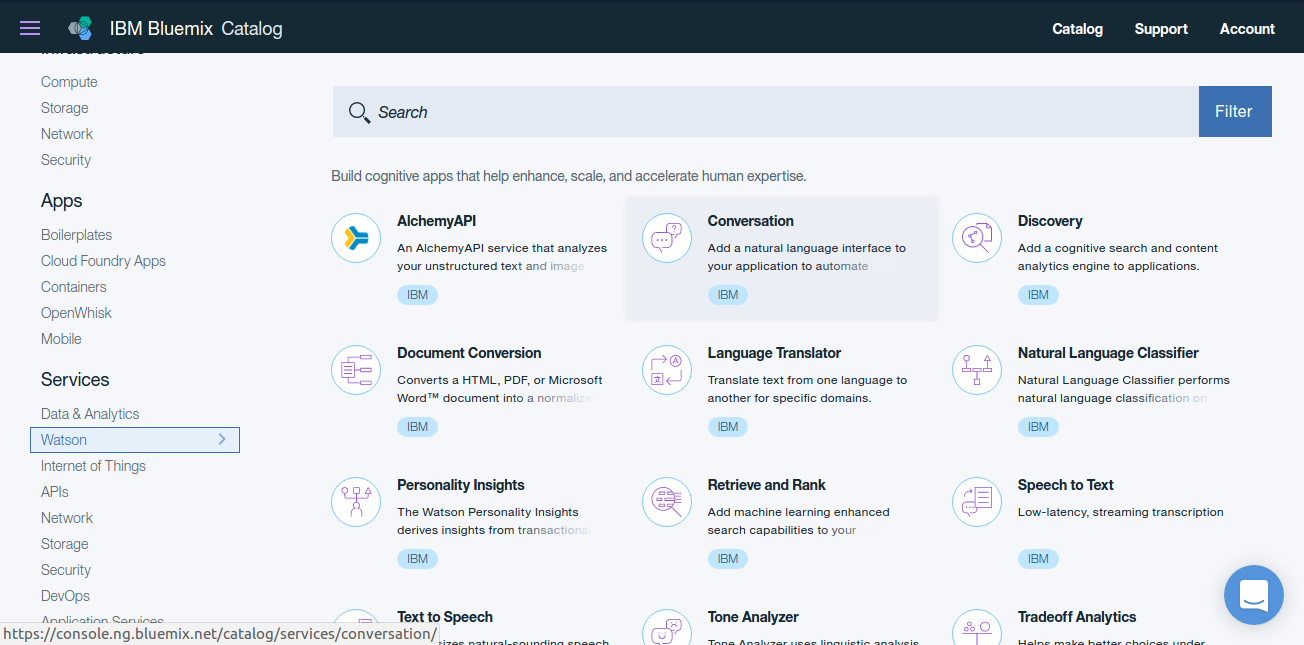 IBM Bluemix Catalog
Catalog Support Account
Infrastructure
Compute
Storage
Network
Security
Apps
Boilerplates
Cloud Foundry Apps
Containers
OpenWhisk
Mobile
Services
Data & Analytics
Watson
Internet of Things
APIs
Network
Storage
Security
DevOps
Application Services
https://console.ng.bluemix.net/catalog/services/conversation/
Search
Filter
Build cognitive apps that help enhance, scale, and accelerate human expertise.
AlchemyAPI
An AlchemyAPI service that analyzes
your unstructured text and image
IBM
Conversation
Add a natural language interface to
your application to automate
IBM
Discovery
Add a cognitive search and content
analytics engine to applications.
IBM
Document Conversion
Converts a HTML, PDF, or Microsoft
Word™ document into a normalize
IBM
Language Translator
Translate text from one language to
another for specific domains.
IBM
Natural Language Classifier
Natural Language Classifier performs
natural language classification on
IBM
Personality Insights
The Watson Personality Insights
derives insights from transactional
IBM
Retrieve and Rank
Add machine learning enhanced
search capabilities to your
IBM
Speech to Text
Low-latency, streaming transcription
IBM
Text to Speech
natural-sounding speech
Tone Analyzer
Tone Analyzer uses linguistic analysis
Tradeoff Analytics
Helps make better choices under